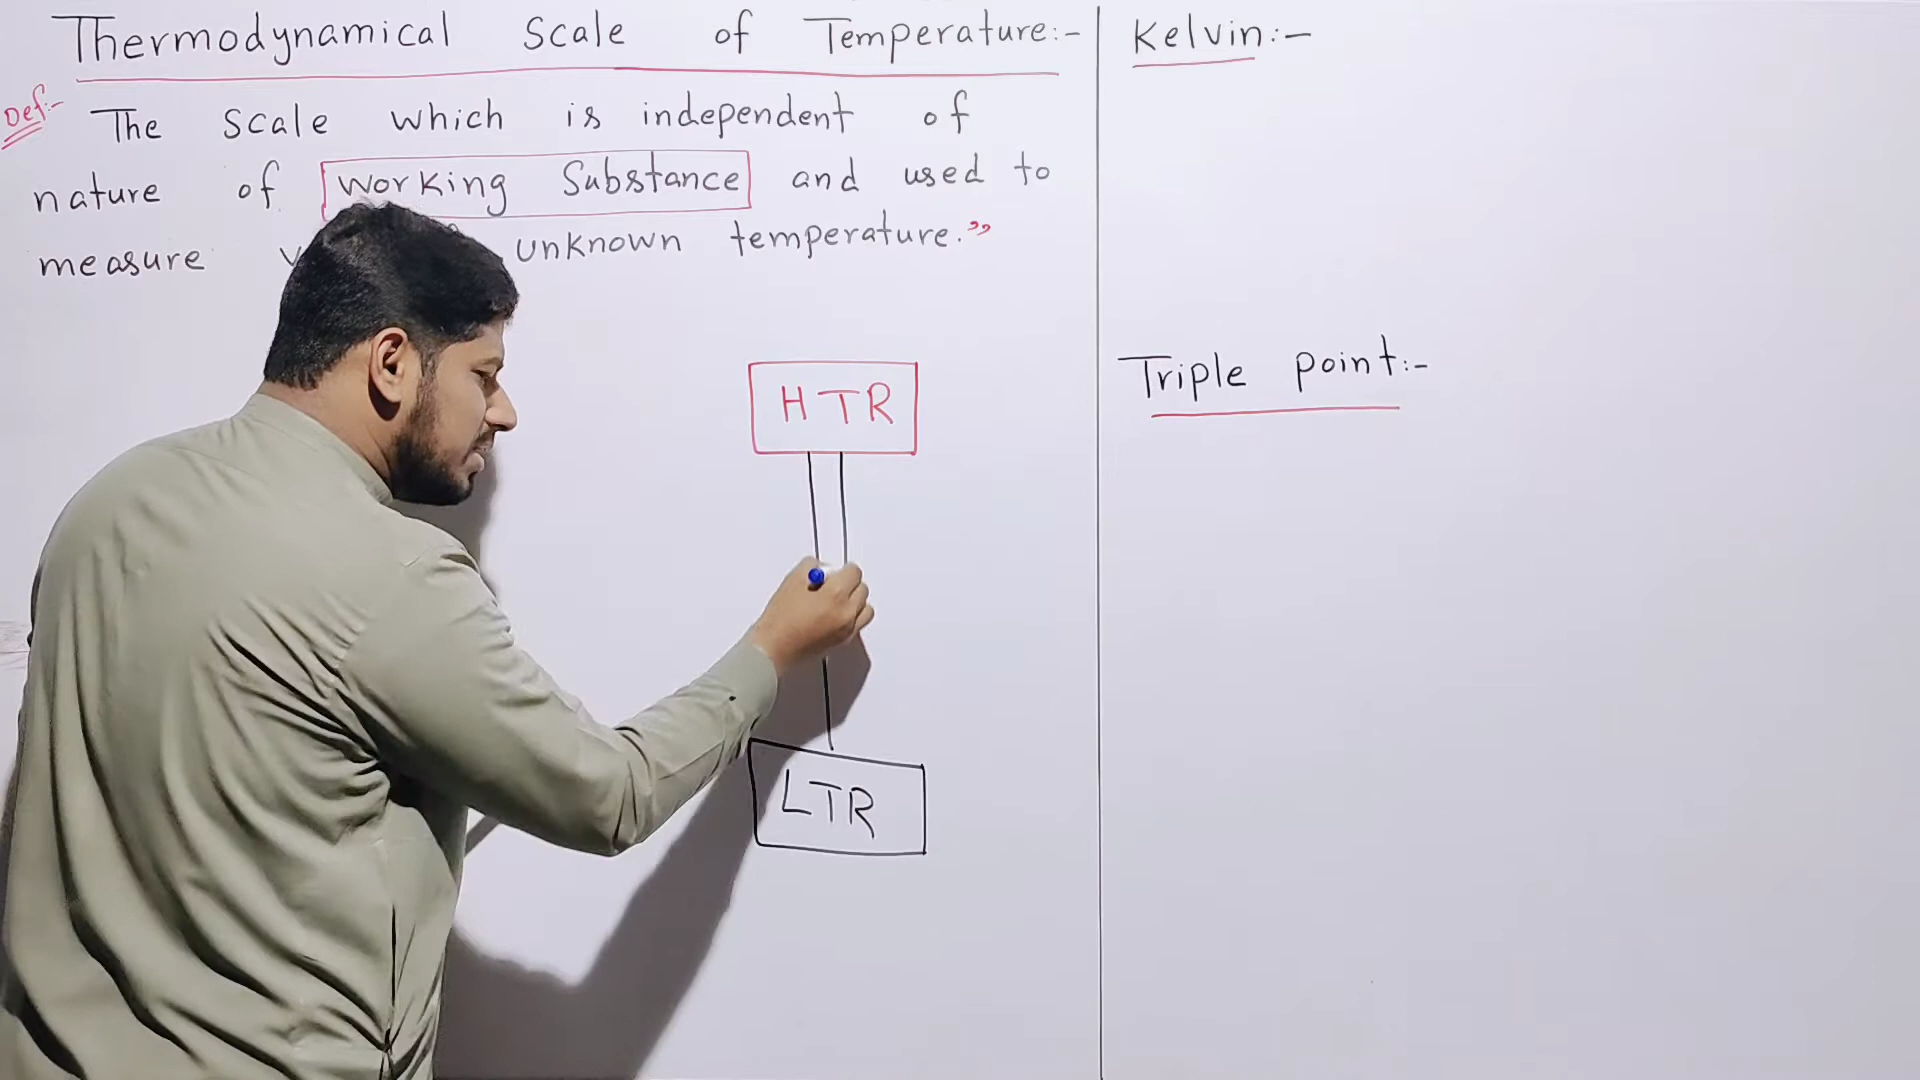 Thermodynamical Scale of Temperature:-
Def:-
The scale which is independent of
nature of working Substance and used to
measure unknown temperature.”
HTR
LTR
Kelvin:-
Triple point:-